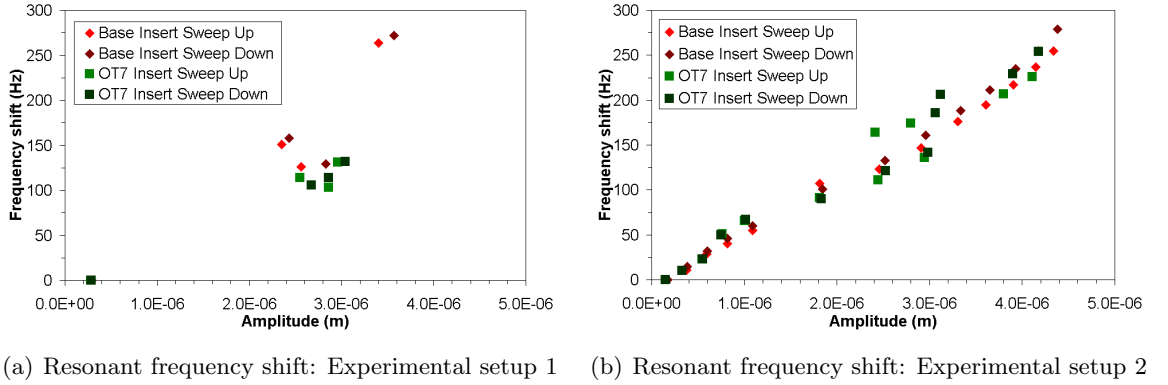 300
250
200
150
100
50
0
Frequency shift (Hz)
Base Insert Sweep Up
Base Insert Sweep Down
OT7 Insert Sweep Up
OT7 Insert Sweep Down
0.0E+00 1.0E-06 2.0E-06 3.0E-06 4.0E-06 5.0E-06
Amplitude (m)
(a) Resonant frequency shift: Experimental setup 1
300
250
200
150
100
50
0
Frequency shift (Hz)
Base Insert Sweep Up
Base Insert Sweep Down
OT7 Insert Sweep Up
OT7 Insert Sweep Down
0.0E+00 1.0E-06 2.0E-06 3.0E-06 4.0E-06 5.0E-06
Amplitude (m)
(b) Resonant frequency shift: Experimental setup 2